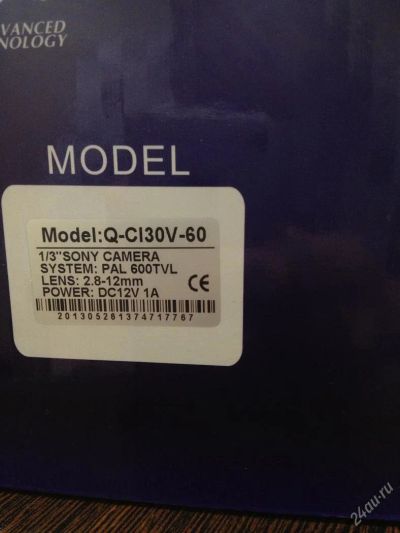 VANCED
NOLOGY
MODEL
Model:Q-CI30V-60
1/3"SONY CAMERA
SYSTEM: PAL 600TVL
LENS: 2.8-12mm
POWER: DC12V 1A
CE
201305261374717767
24au.ru